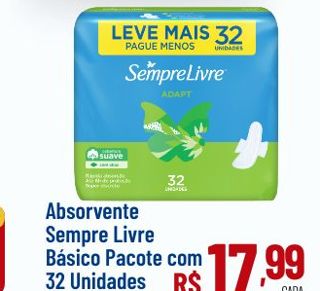 LEVE MAIS 32
PAGUE MENOS UNIDADES
SempreLivre
ADAPT
cobertura
suave
32
UNIDADES
Absorvente
Sempre Livre
Básico Pacote com
32 Unidades
R$ 17,99
CADA